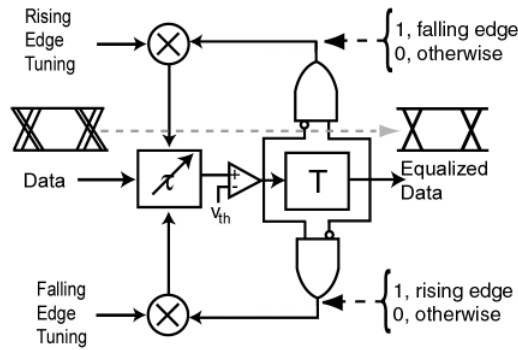 Rising
Edge
Tuning
1, falling edge
0, otherwise
Data
τ
+
-
Vth
T
Equalized
Data
Falling
Edge
Tuning
1, rising edge
0, otherwise